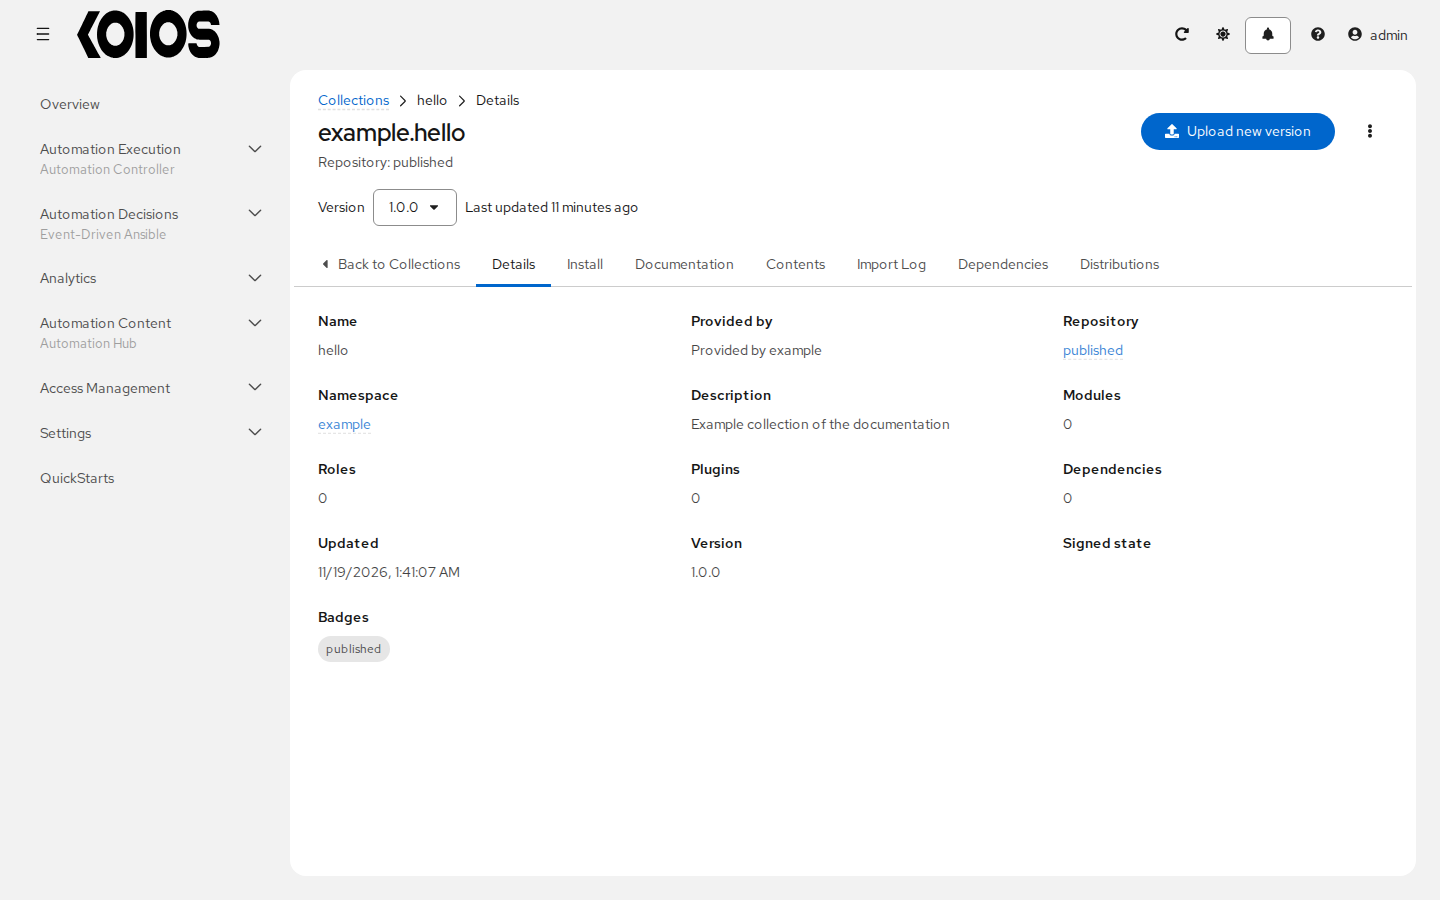 KOIOS
admin
Overview
Automation Execution
Automation Controller
Automation Decisions
Event-Driven Ansible
Analytics
Automation Content
Automation Hub
Access Management
Settings
QuickStarts
Collections > hello > Details
example.hello
Repository: published
Upload new version
Version 1.0.0 Last updated 11 minutes ago
Back to Collections Details Install Documentation Contents Import Log Dependencies Distributions
Name Provided by Repository
hello Provided by example published
Namespace Description Modules
example Example collection of the documentation 0
Roles Plugins Dependencies
0 0 0
Updated Version Signed state
11/19/2026, 1:41:07 AM 1.0.0
Badges
published